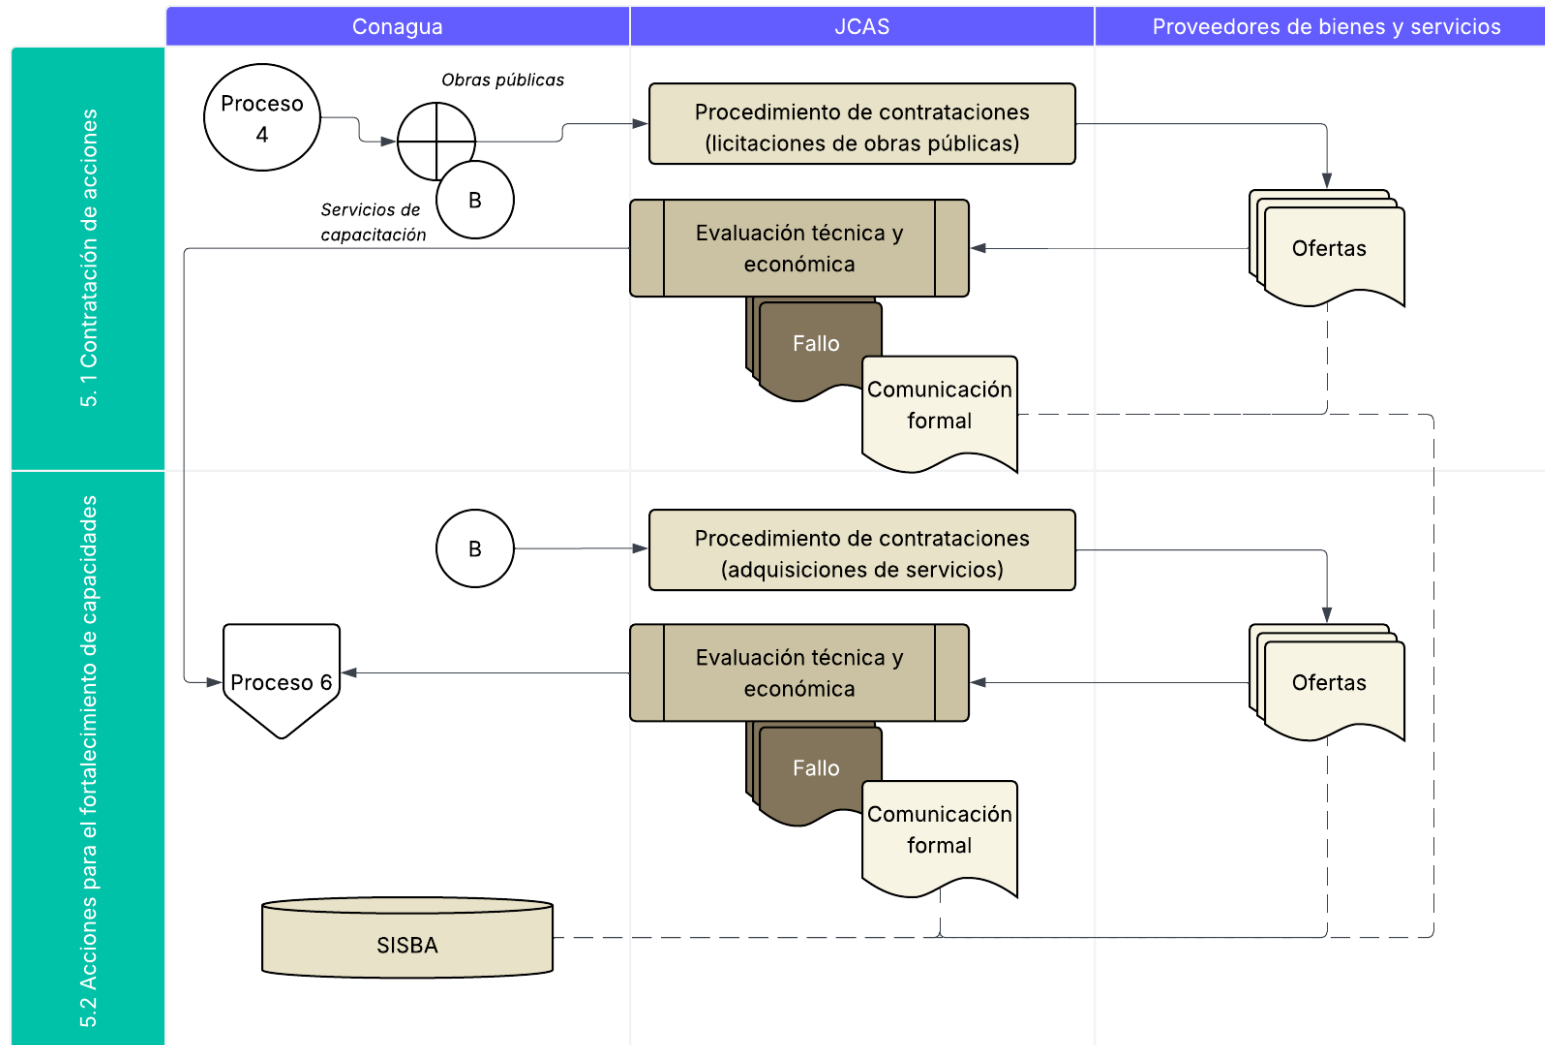 Conagua
JCAS
Proveedores de bienes y servicios
5. 1 Contratación de acciones
Proceso
4
Obras públicas
Procedimiento de contrataciones
(licitaciones de obras públicas)
B
Servicios de
capacitación
Evaluación técnica y
económica
Ofertas
Fallo
Comunicación
formal
5.2 Acciones para el fortalecimiento de capacidades
B
Procedimiento de contrataciones
(adquisiciones de servicios)
Proceso 6
Evaluación técnica y
económica
Ofertas
Fallo
Comunicación
formal
SISBA